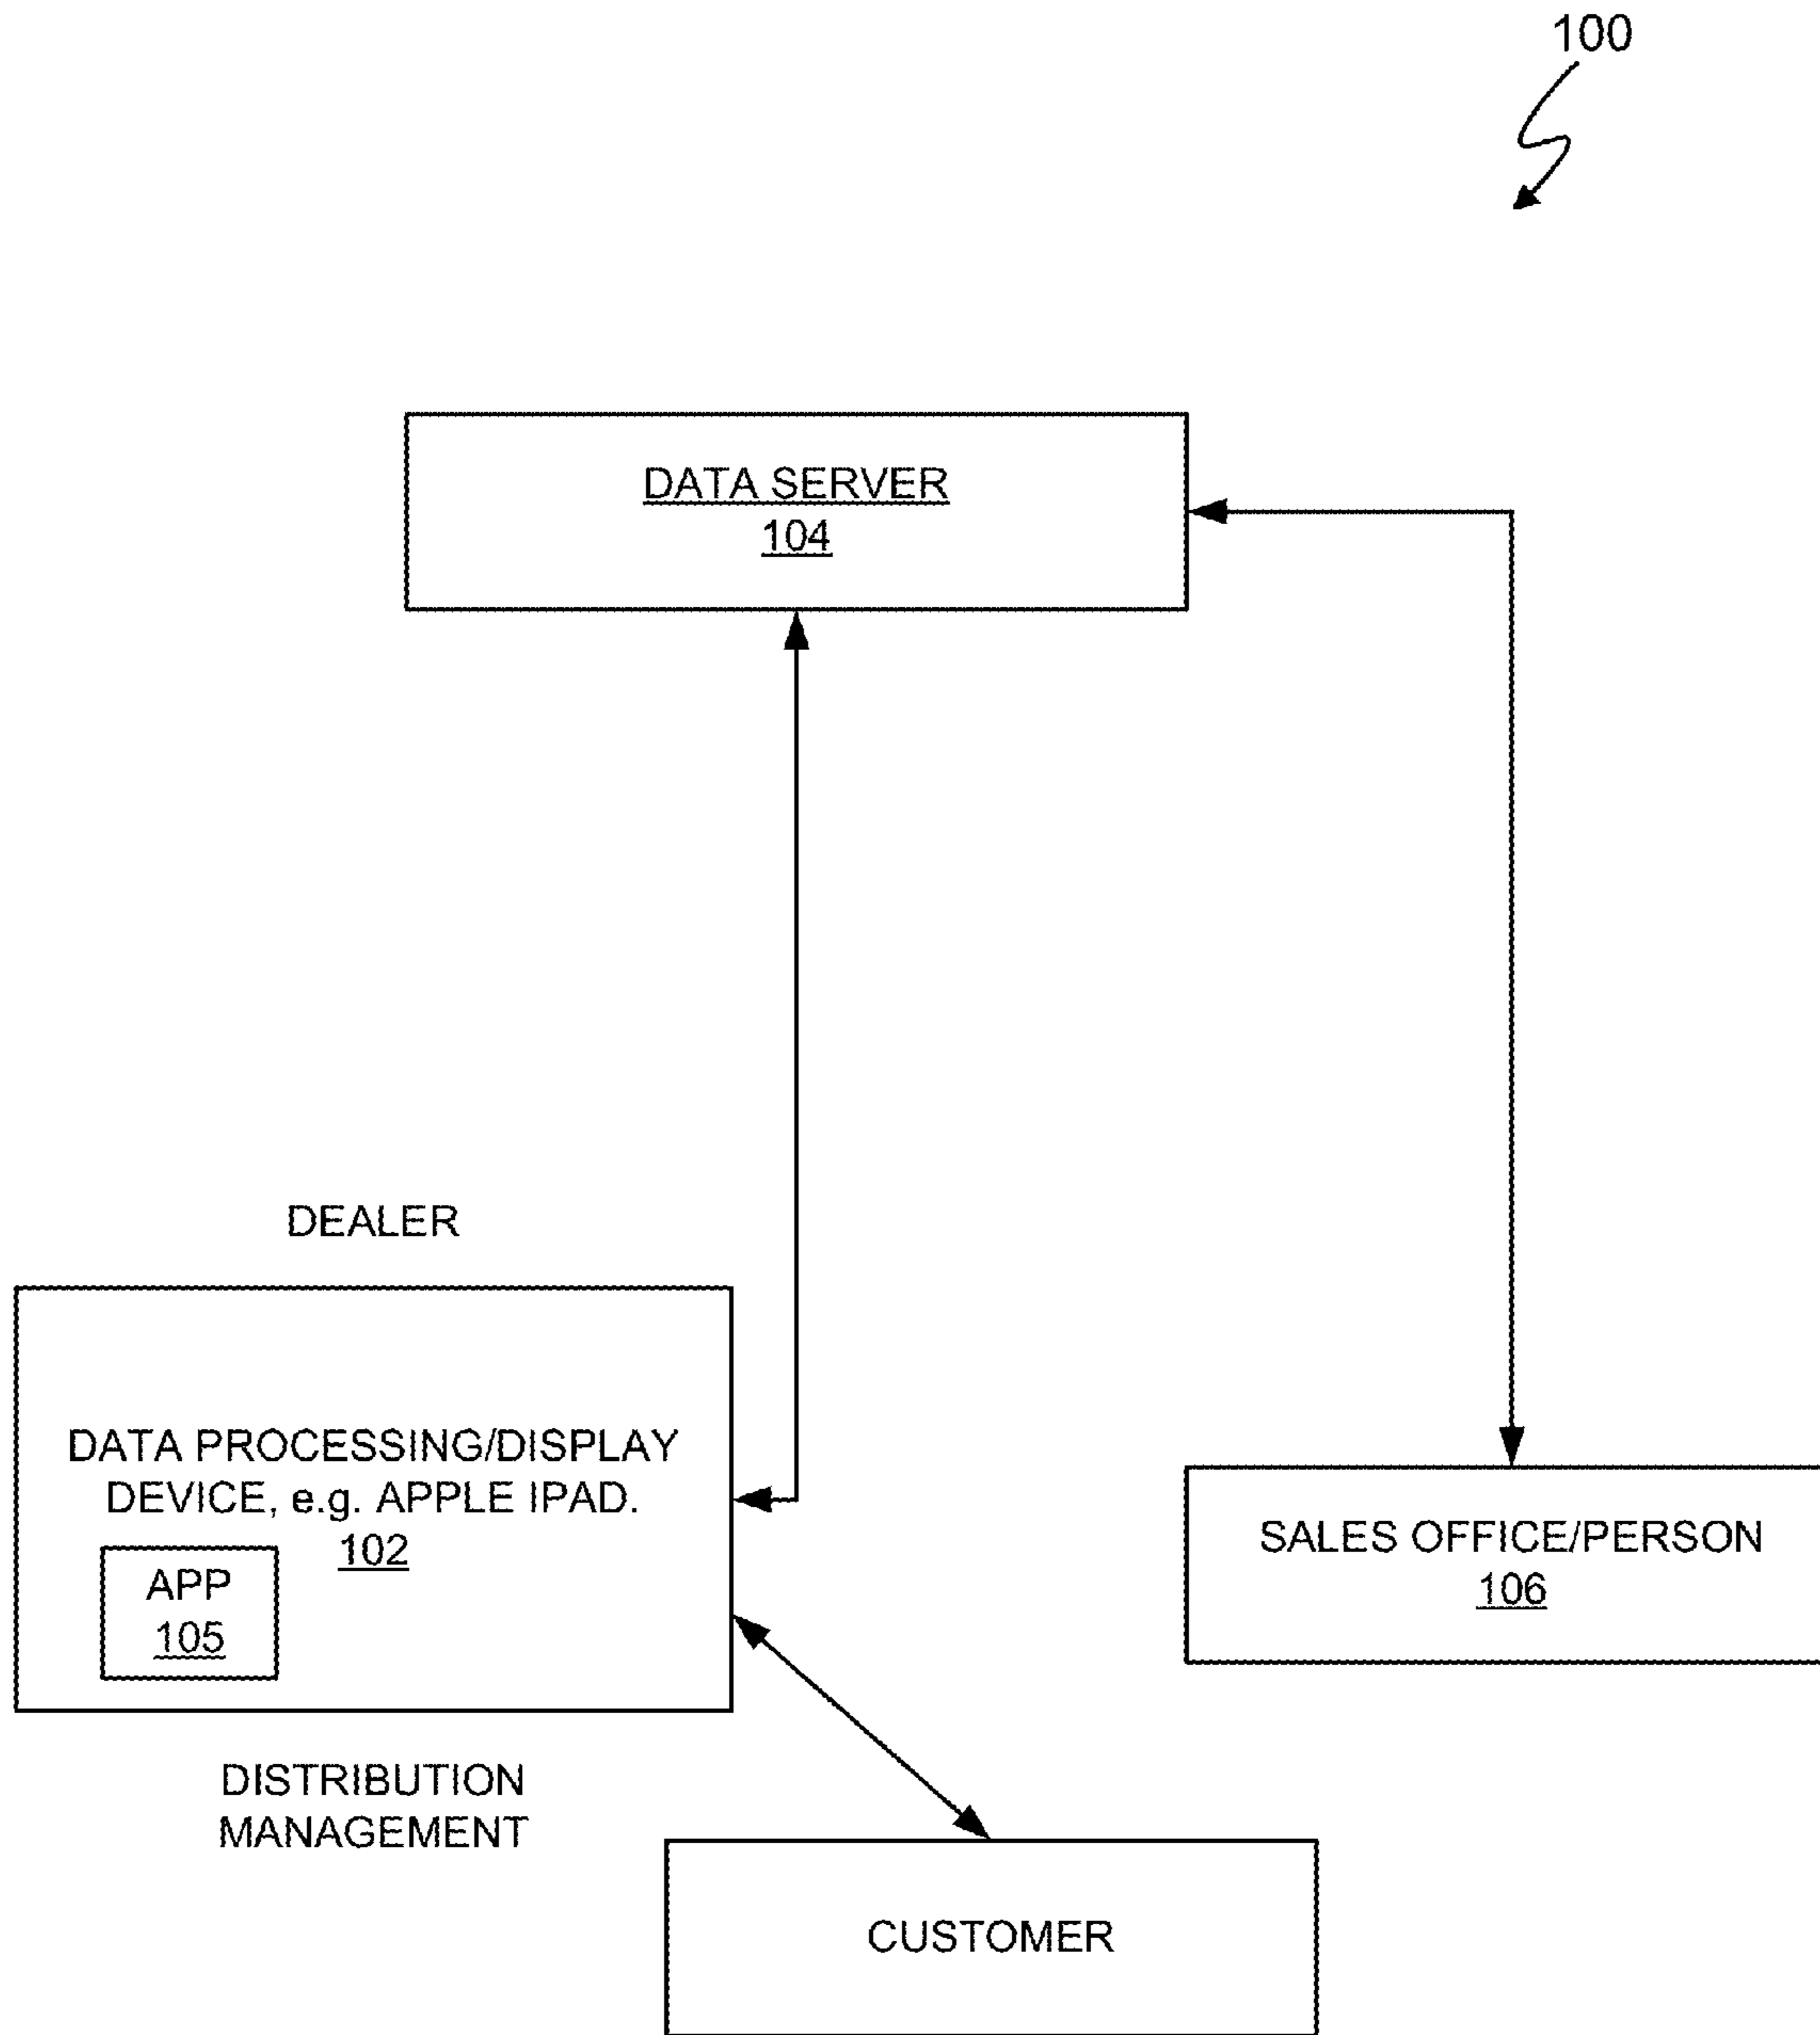 100
DATA SERVER
104
DEALER
DATA PROCESSING/DISPLAY
DEVICE, e.g. APPLE IPAD.
102
APP
105
SALES OFFICE/PERSON
106
DISTRIBUTION
MANAGEMENT
CUSTOMER